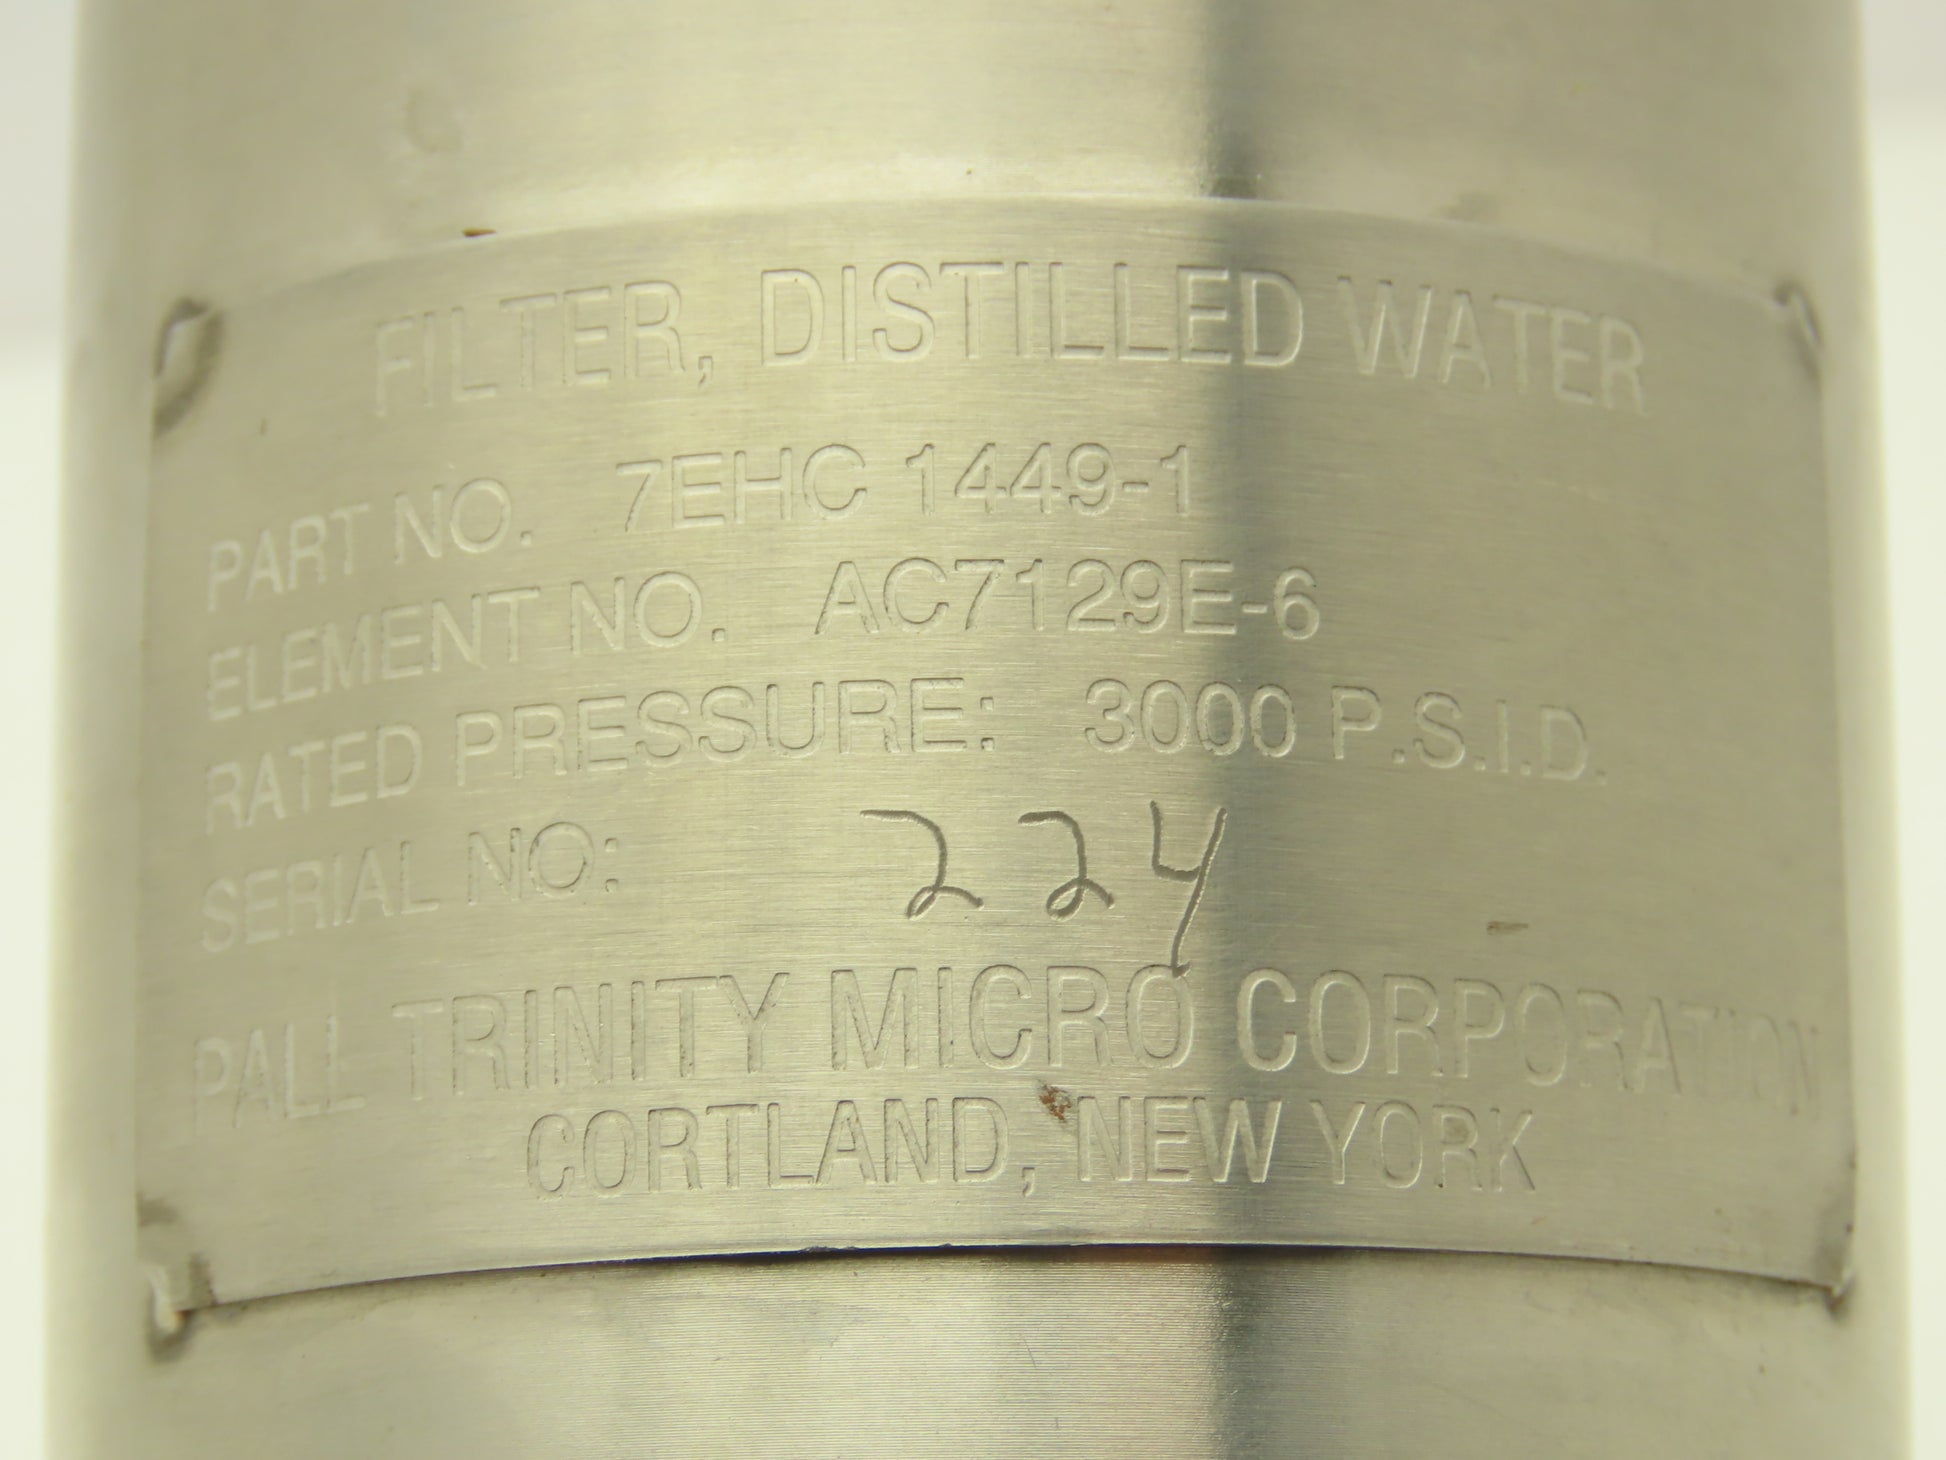 FILTER, DISTILLED WATER
PART NO. 7EHC 1449-1
ELEMENT NO. AC7129E-6
RATED PRESSURE: 3000 P.S.I.D.
SERIAL NO: 224
PALL TRINITY MICRO CORPORATION
CORTLAND, NEW YORK